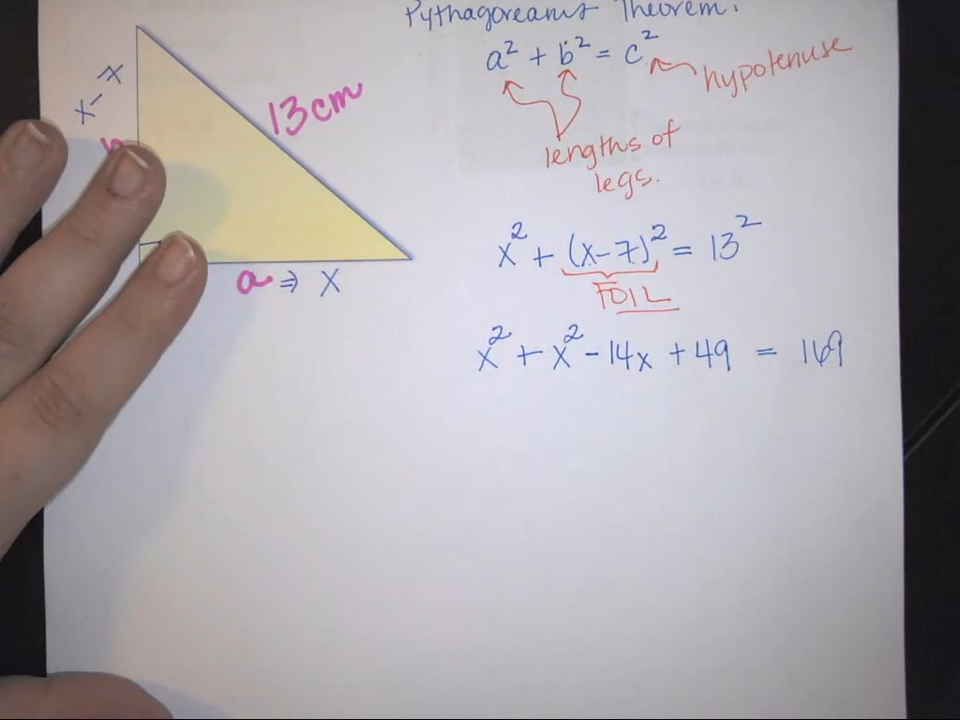 Pythagoreans Theorem:
a² + b² = c²
hypotenuse
lengths of
legs.
13cm
a ⇒ x
x² + (x-7)² = 13²
FOIL
x² + x² - 14x + 49 = 169